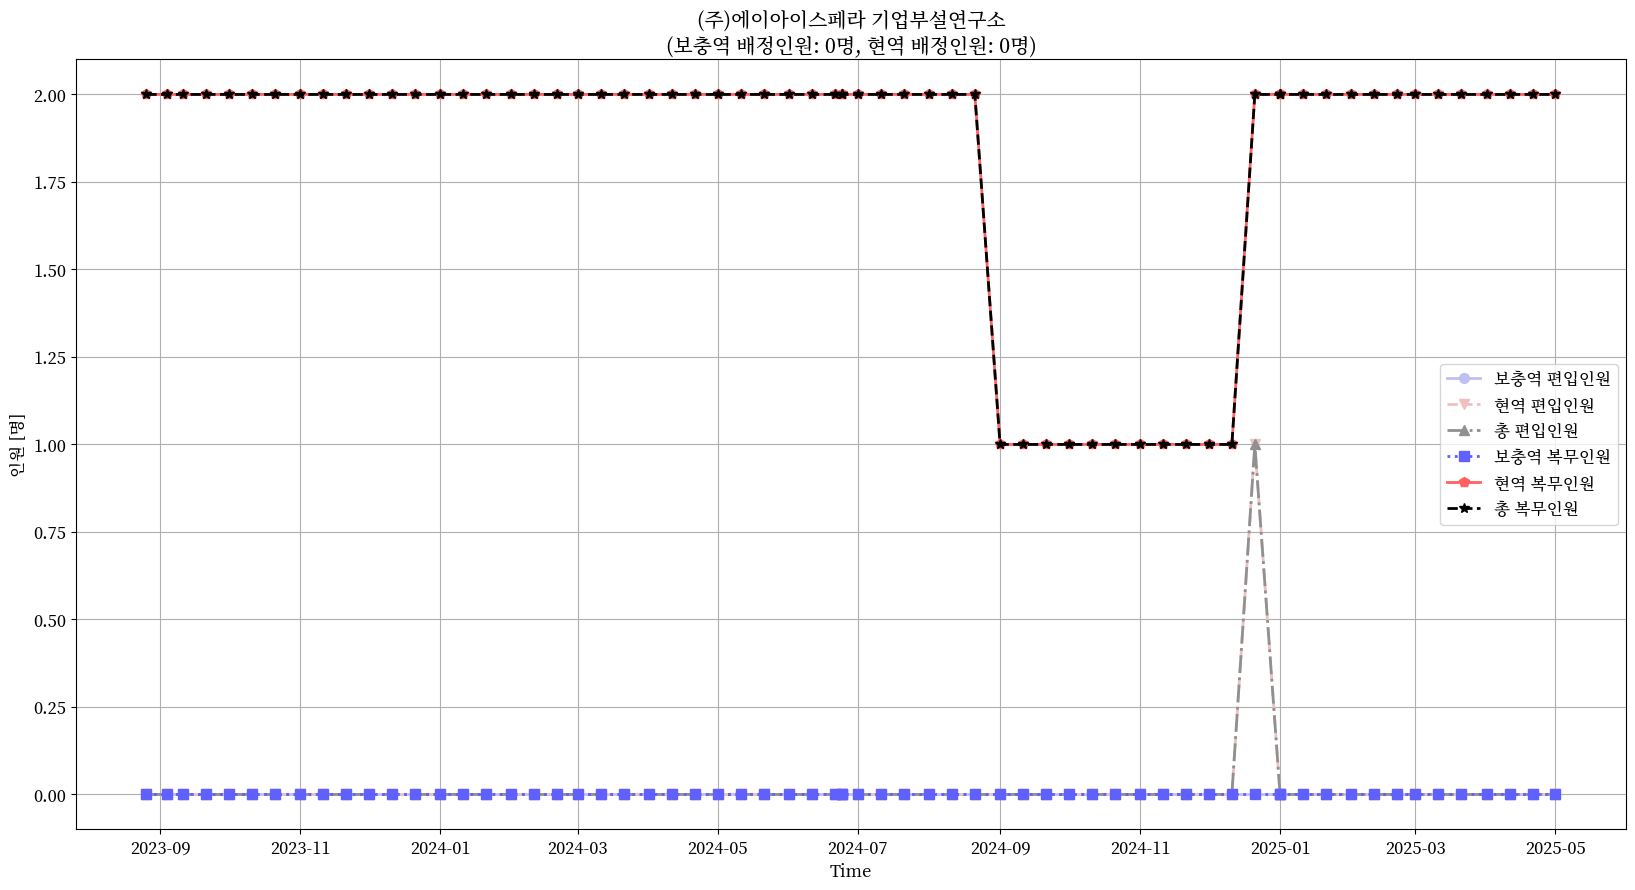 (주)에이아이스페라 기업부설연구소
(보충역 배정인원: 0명, 현역 배정인원: 0명)
2.00
1.75
1.50
1.25
1.00
0.75
0.50
0.25
0.00
인원 [명]
보충역 편입인원
현역 편입인원
총 편입인원
보충역 복무인원
현역 복무인원
총 복무인원
2023-09 2023-11 2024-01 2024-03 2024-05 2024-07 2024-09 2024-11 2025-01 2025-03 2025-05
Time